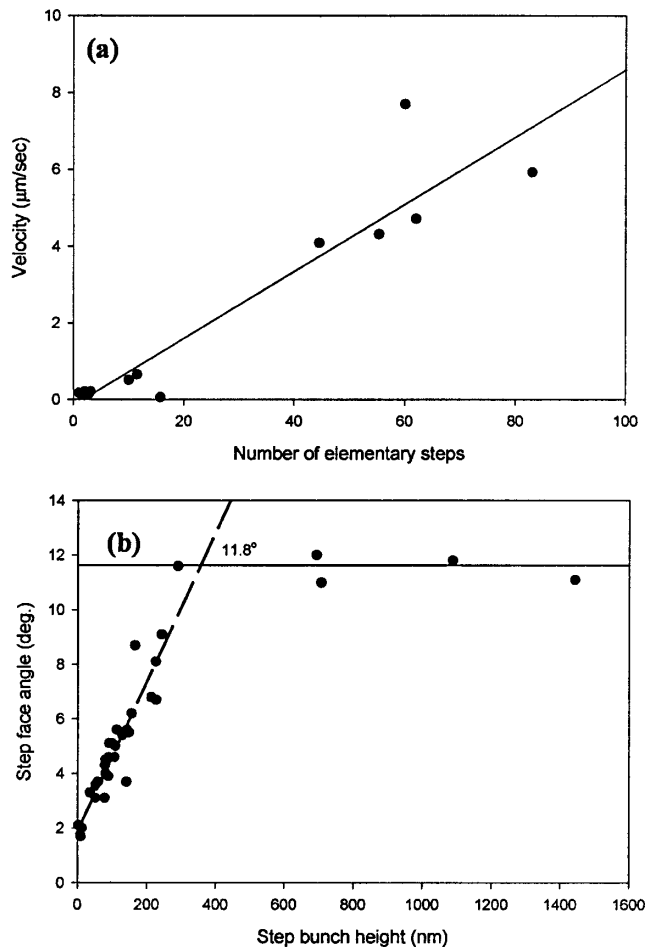 (a)
10
8
6
4
2
0
Velocity (μm/sec)
0 20 40 60 80 100
Number of elementary steps
(b)
14
12
10
8
6
4
2
0
11.8°
Step face angle (deg.)
0 200 400 600 800 1000 1200 1400 1600
Step bunch height (nm)